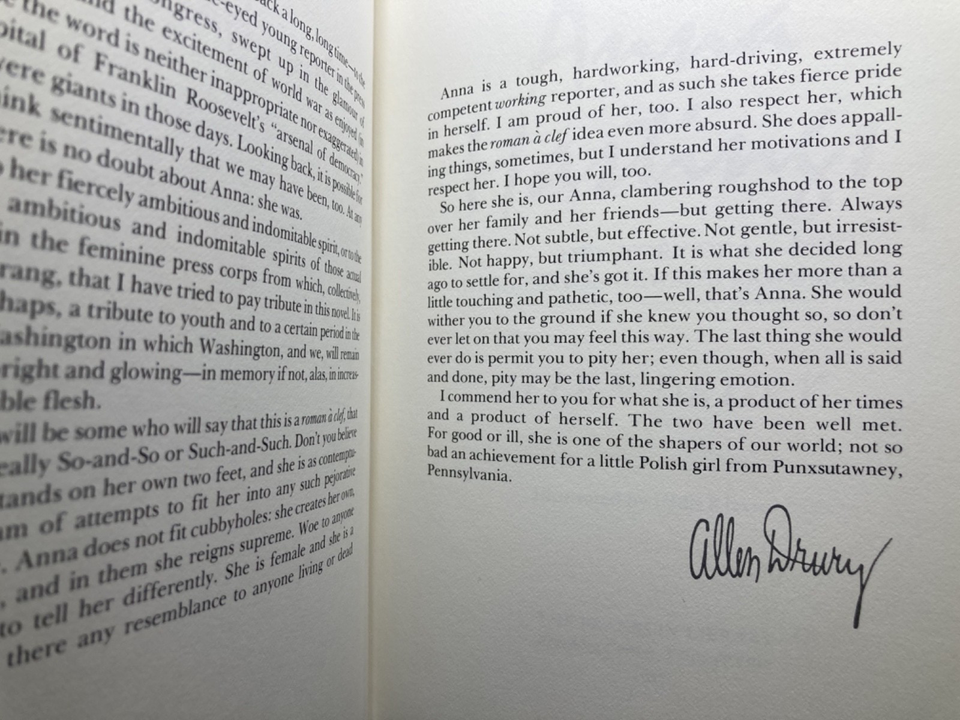 back a long, long time—to the
-eyed young reporter in the press
ongress, swept up in the glamour of
nd the excitement of world war as enjoyed (in
the word is neither inappropriate nor exaggerated) in
pital of Franklin Roosevelt's "arsenal of democracy."
were giants in those days. Looking back, it is possible for
ink sentimentally that we may have been, too. At any
ere is no doubt about Anna: she was.
o her fiercely ambitious and indomitable spirit, or to the
ambitious and indomitable spirits of those actual
in the feminine press corps from which, collectively,
rang, that I have tried to pay tribute in this novel. It is
haps, a tribute to youth and to a certain period in the
ashington in which Washington, and we, will remain
right and glowing—in memory if not, alas, in increas-
ble flesh.
will be some who will say that this is a roman à clef, that
eally So-and-So or Such-and-Such. Don't you believe
tands on her own two feet, and she is as contemptu-
am of attempts to fit her into any such pejorative
. Anna does not fit cubbyholes: she creates her own,
, and in them she reigns supreme. Woe to anyone
to tell her differently. She is female and she is a
there any resemblance to anyone living or dead
Anna is a tough, hardworking, hard-driving, extremely
competent working reporter, and as such she takes fierce pride
in herself. I am proud of her, too. I also respect her, which
makes the roman à clef idea even more absurd. She does appall-
ing things, sometimes, but I understand her motivations and I
respect her. I hope you will, too.
So here she is, our Anna, clambering roughshod to the top
over her family and her friends—but getting there. Always
getting there. Not subtle, but effective. Not gentle, but irresist-
ible. Not happy, but triumphant. It is what she decided long
ago to settle for, and she's got it. If this makes her more than a
little touching and pathetic, too—well, that's Anna. She would
wither you to the ground if she knew you thought so, so don't
ever let on that you may feel this way. The last thing she would
ever do is permit you to pity her; even though, when all is said
and done, pity may be the last, lingering emotion.
I commend her to you for what she is, a product of her times
and a product of herself. The two have been well met.
For good or ill, she is one of the shapers of our world; not so
bad an achievement for a little Polish girl from Punxsutawney,
Pennsylvania.
Allen Drury